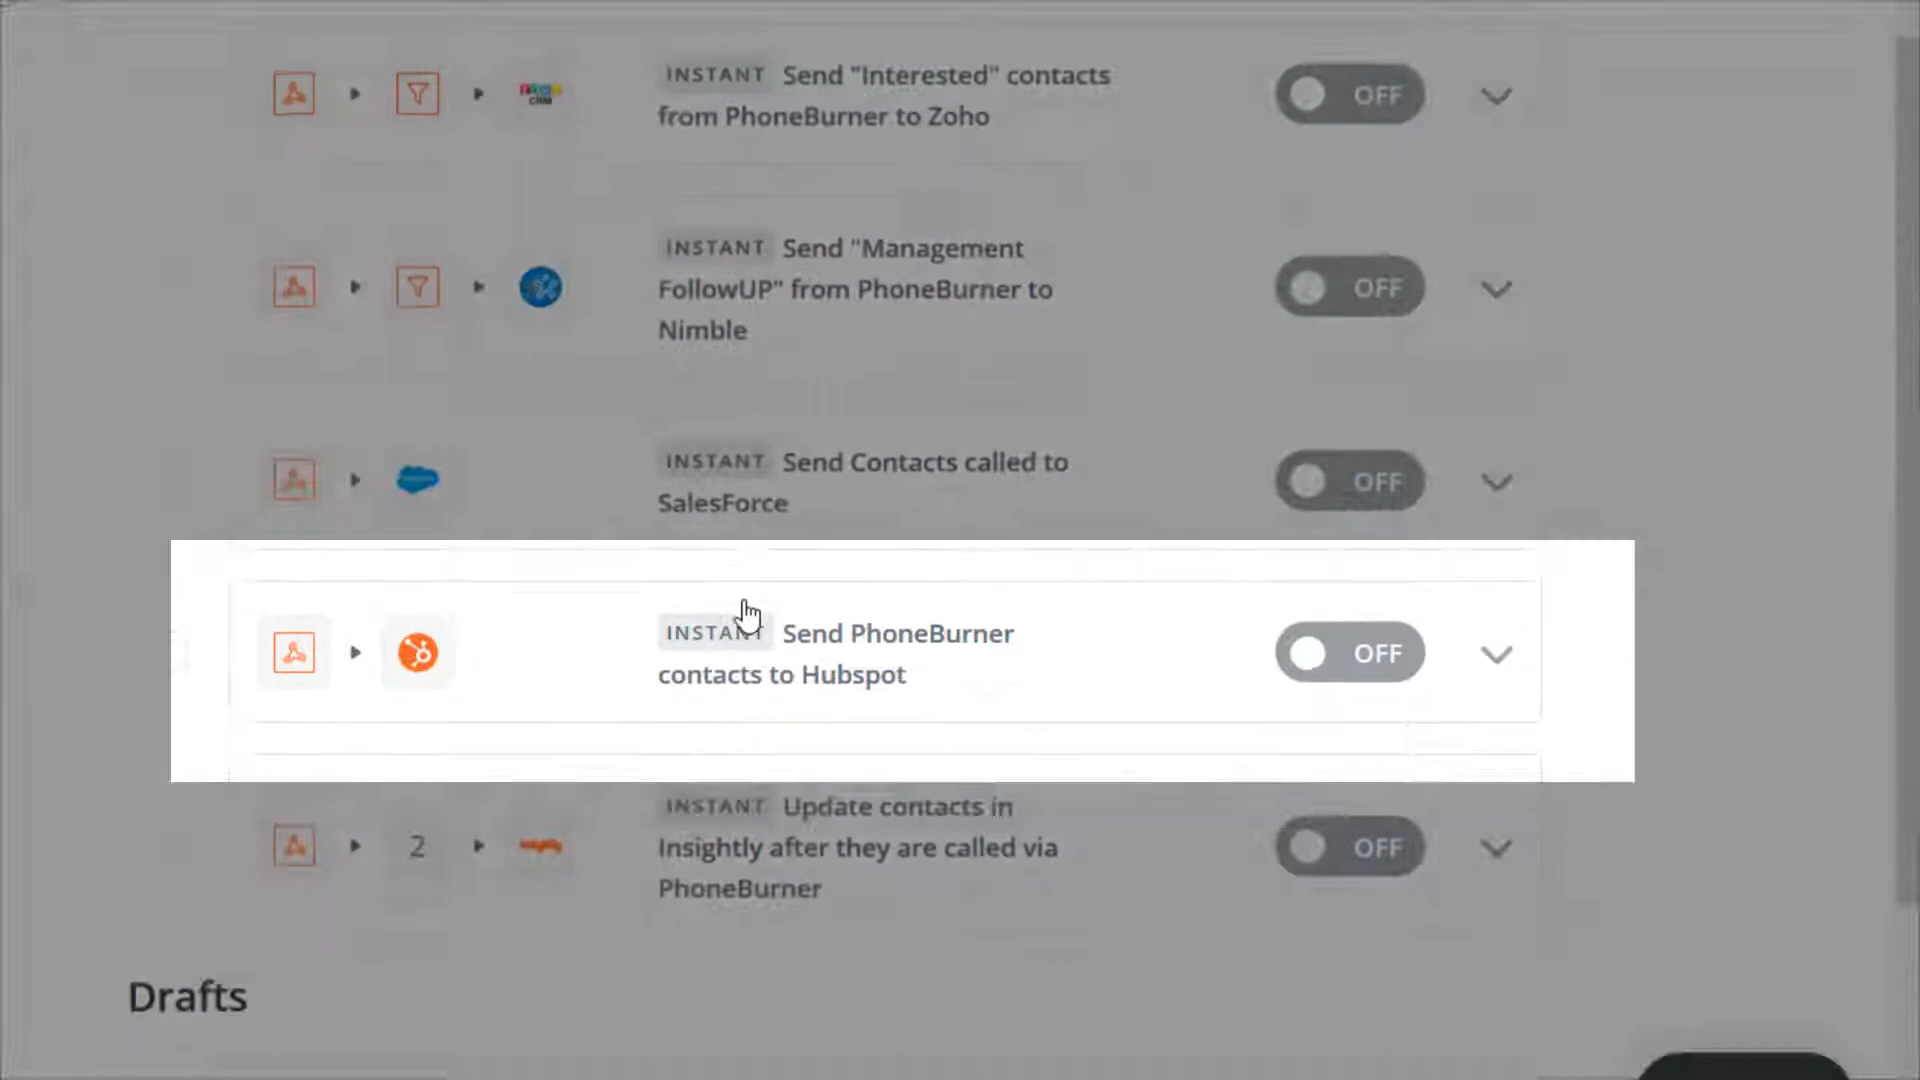 INSTANT Send "Interested" contacts
from PhoneBurner to Zoho
OFF
CRM
INSTANT Send "Management
FollowUP" from PhoneBurner to
Nimble
OFF
INSTANT Send Contacts called to
SalesForce
OFF
INSTANT Send PhoneBurner
contacts to Hubspot
OFF
2
INSTANT Update contacts in
Insightly after they are called via
PhoneBurner
OFF
Drafts